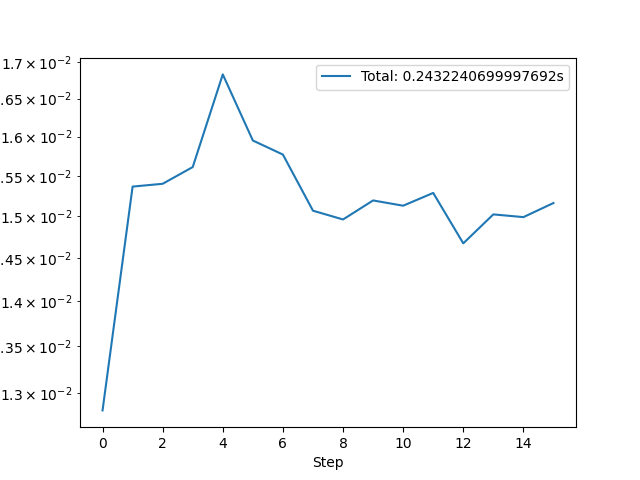 Total: 0.2432240699997692s
1.7 × 10⁻²
.65 × 10⁻²
1.6 × 10⁻²
.55 × 10⁻²
1.5 × 10⁻²
.45 × 10⁻²
1.4 × 10⁻²
.35 × 10⁻²
1.3 × 10⁻²
0 2 4 6 8 10 12 14
Step